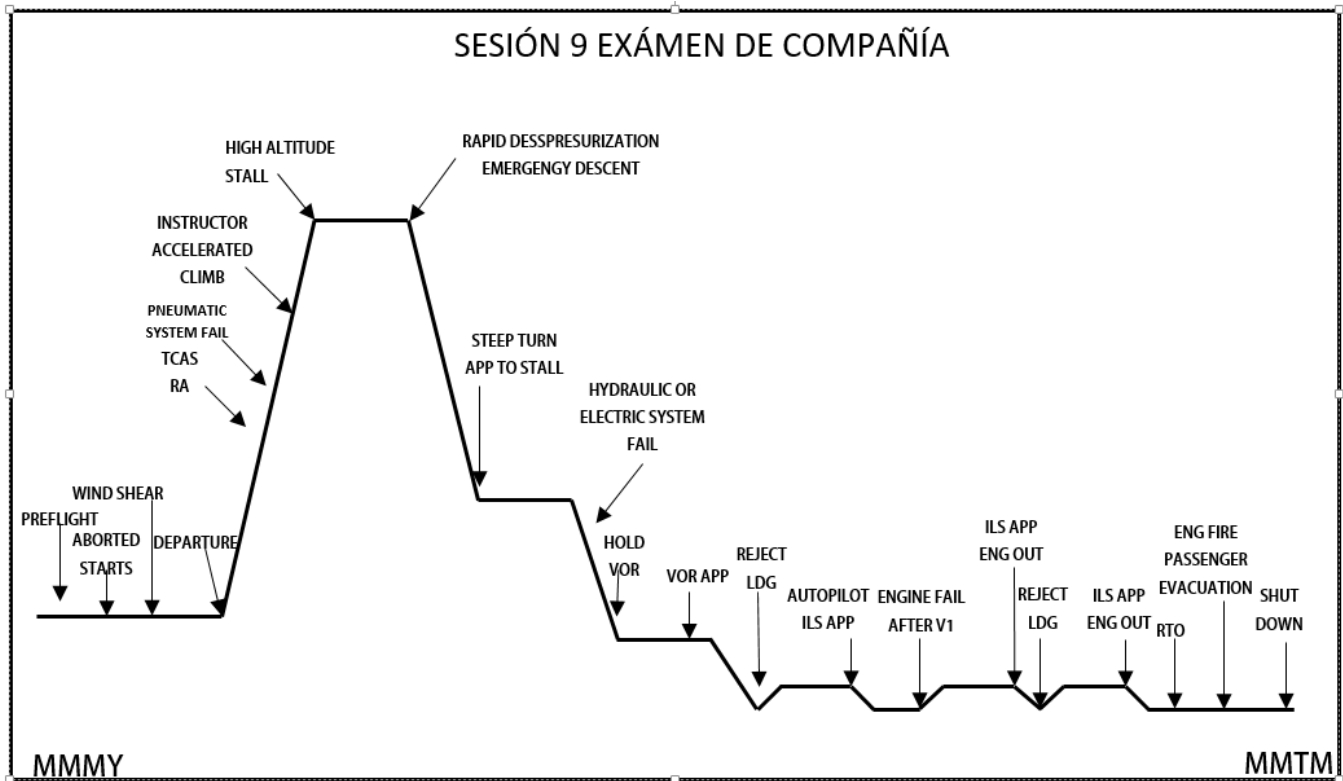 SESIÓN 9 EXÁMEN DE COMPAÑÍA
HIGH ALTITUDE
STALL
RAPID DESSPRESURIZATION
EMERGENGY DESCENT
INSTRUCTOR
ACCELERATED
CLIMB
PNEUMATIC
SYSTEM FAIL
TCAS
RA
STEEP TURN
APP TO STALL
HYDRAULIC OR
ELECTRIC SYSTEM
FAIL
WIND SHEAR
PREFLIGHT
ABORTED
STARTS
DEPARTURE
HOLD
VOR
VOR APP
REJECT
LDG
AUTOPILOT
ILS APP
ENGINE FAIL
AFTER V1
ILS APP
ENG OUT
REJECT
LDG
ILS APP
ENG OUT
RTO
ENG FIRE
PASSENGER
EVACUATION
SHUT
DOWN
MMMY
MMTM